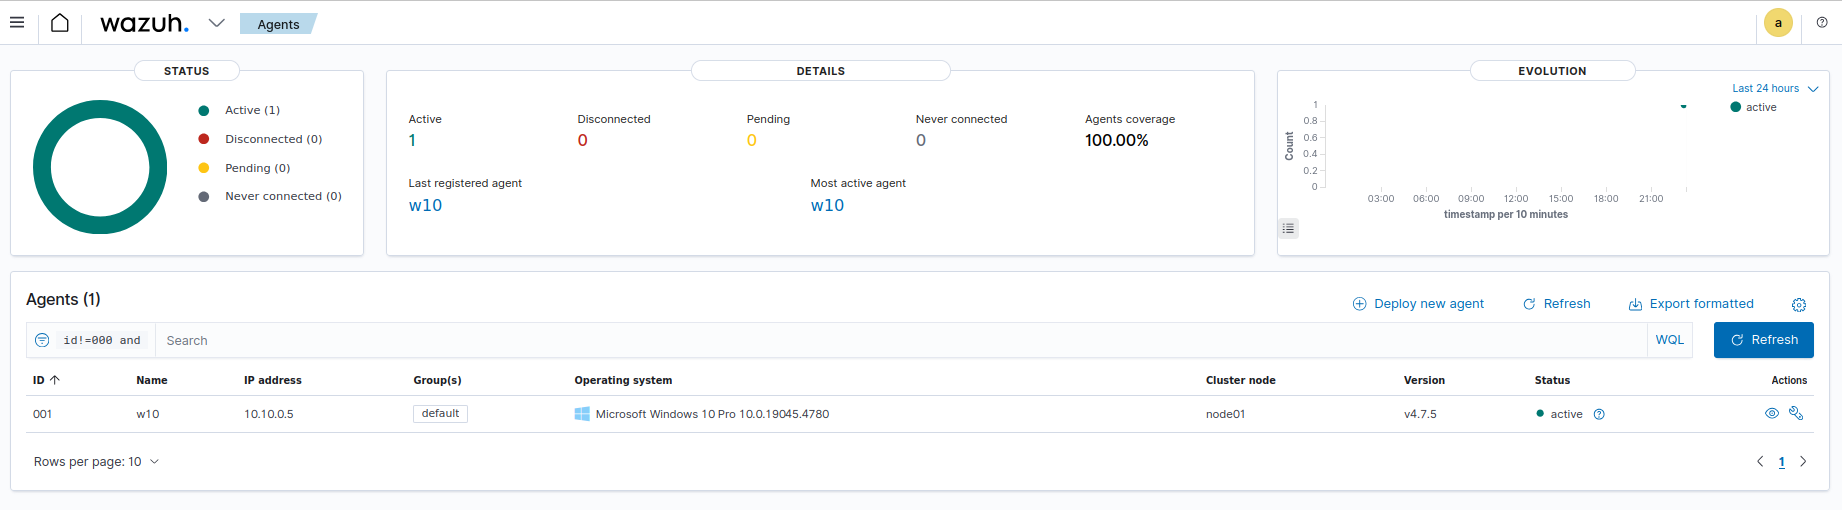 wazuh.
Agents
a
STATUS
Active (1)
Disconnected (0)
Pending (0)
Never connected (0)
DETAILS
Active
1
Disconnected
0
Pending
0
Never connected
0
Agents coverage
100.00%
Last registered agent
w10
Most active agent
w10
EVOLUTION
Last 24 hours
active
Count
1
0.8
0.6
0.4
0.2
0
03:00 06:00 09:00 12:00 15:00 18:00 21:00
timestamp per 10 minutes
Agents (1)
Deploy new agent Refresh Export formatted
id!=000 and Search WQL Refresh
ID Name IP address Group(s) Operating system Cluster node Version Status Actions
001 w10 10.10.0.5 default Microsoft Windows 10 Pro 10.0.19045.4780 node01 v4.7.5 active
Rows per page: 10
1